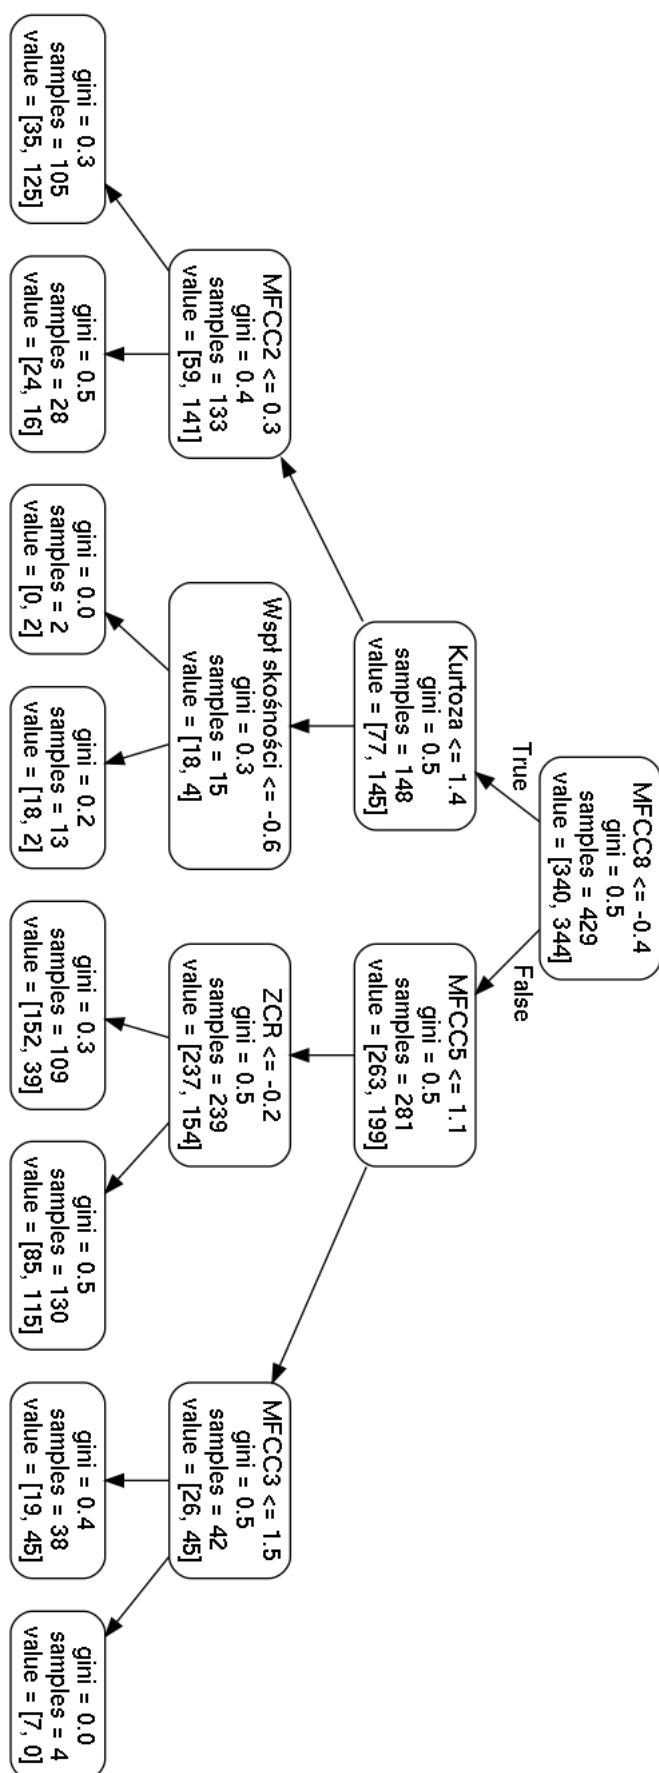 MFCC8 <= -0.4
gini = 0.5
samples = 429
value = [340, 344]
True
False
Kurtoza <= 1.4
gini = 0.5
samples = 148
value = [77, 145]
MFCC5 <= 1.1
gini = 0.5
samples = 281
value = [263, 199]
MFCC2 <= 0.3
gini = 0.4
samples = 133
value = [59, 141]
Wspł skośności <= -0.6
gini = 0.3
samples = 15
value = [18, 4]
ZCR <= -0.2
gini = 0.5
samples = 239
value = [237, 154]
MFCC3 <= 1.5
gini = 0.5
samples = 42
value = [26, 45]
gini = 0.3
samples = 105
value = [35, 125]
gini = 0.5
samples = 28
value = [24, 16]
gini = 0.0
samples = 2
value = [0, 2]
gini = 0.2
samples = 13
value = [18, 2]
gini = 0.3
samples = 109
value = [152, 39]
gini = 0.5
samples = 130
value = [85, 115]
gini = 0.4
samples = 38
value = [19, 45]
gini = 0.0
samples = 4
value = [7, 0]